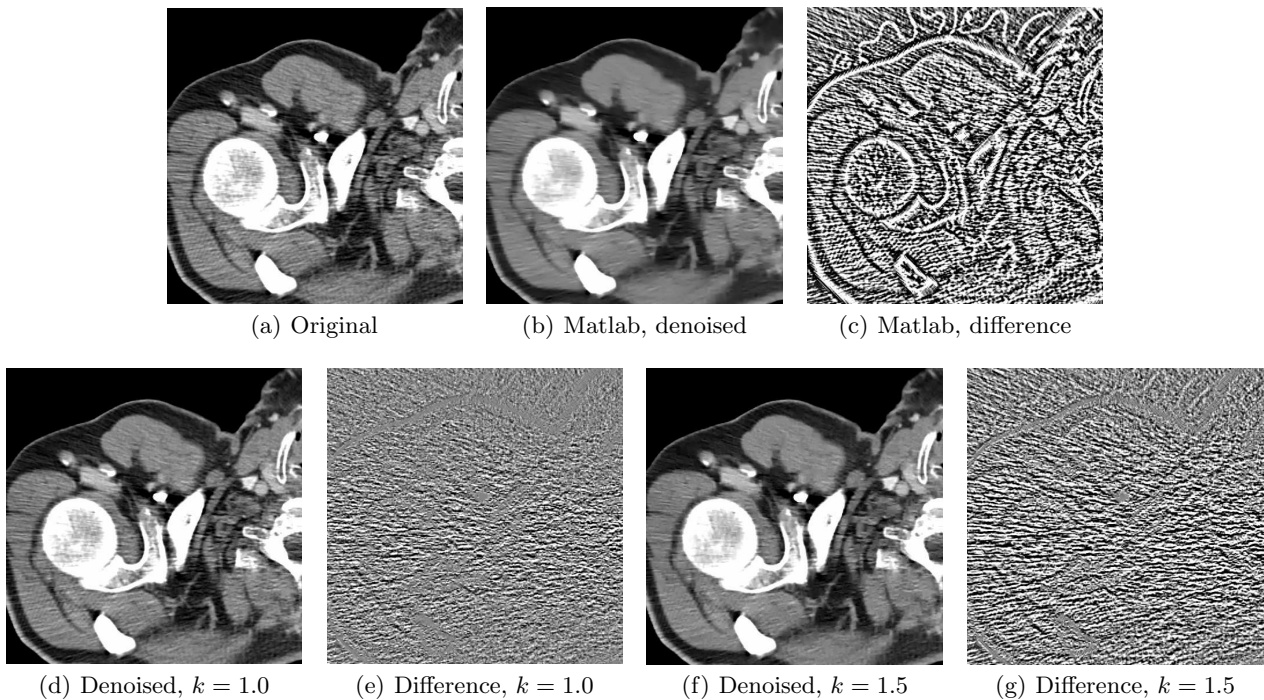 (a) Original
(b) Matlab, denoised
(c) Matlab, difference
(d) Denoised, k = 1.0
(e) Difference, k = 1.0
(f) Denoised, k = 1.5
(g) Difference, k = 1.5